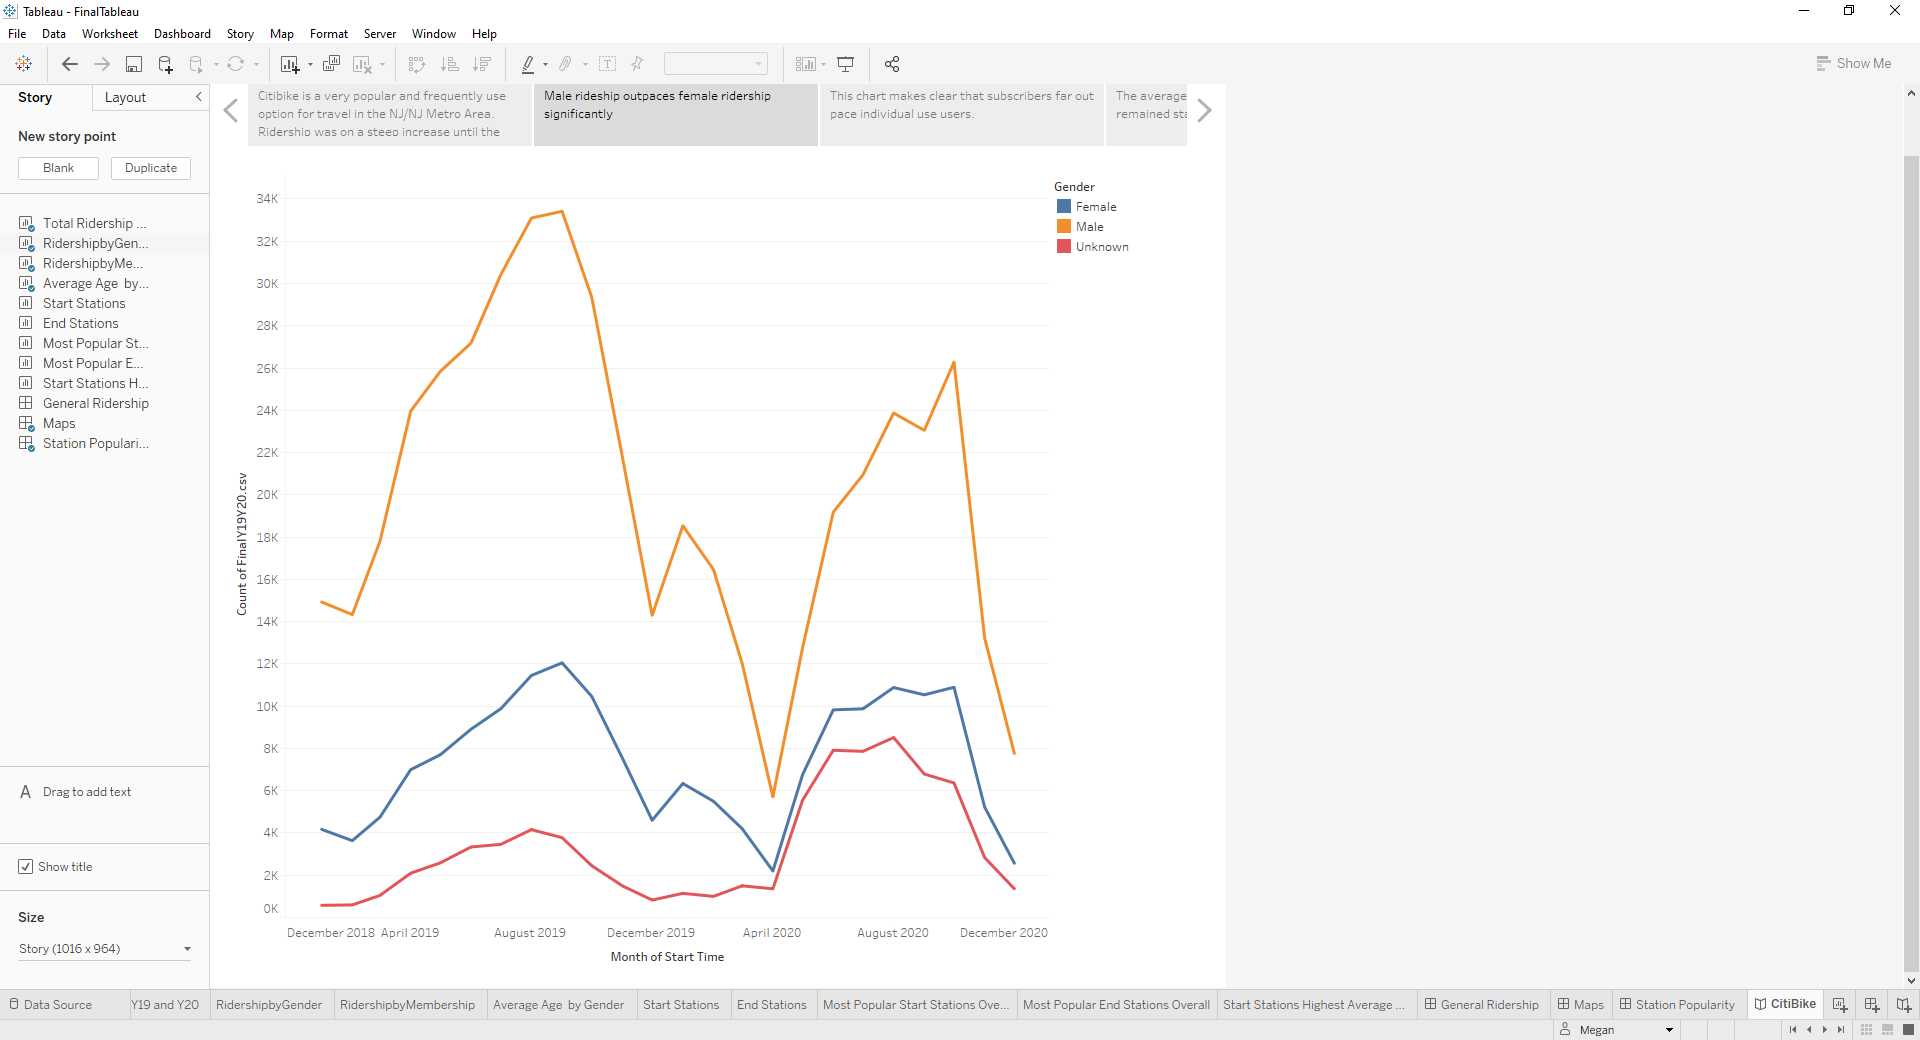 Tableau - FinalTableau
File Data Worksheet Dashboard Story Map Format Server Window Help
Show Me
Story
Layout
New story point
Blank
Duplicate
Total Ridership ...
RidershipbyGen...
RidershipbyMe...
Average Age by...
Start Stations
End Stations
Most Popular St...
Most Popular E...
Start Stations H...
General Ridership
Maps
Station Populari...
A Drag to add text
Show title
Size
Story (1016 x 964)
Citibike is a very popular and frequently use
option for travel in the NJ/NJ Metro Area.
Ridership was on a steep increase until the
Male rideship outpaces female ridership
significantly
This chart makes clear that subscribers far out
pace individual use users.
The average
remained sta
Gender
Female
Male
Unknown
34K
32K
30K
28K
26K
24K
22K
20K
18K
16K
14K
12K
10K
8K
6K
4K
2K
0K
Count of FinalY19Y20.csv
December 2018 April 2019 August 2019 December 2019 April 2020 August 2020 December 2020
Month of Start Time
Data Source Y19 and Y20 RidershipbyGender RidershipbyMembership Average Age by Gender Start Stations End Stations Most Popular Start Stations Ove... Most Popular End Stations Overall Start Stations Highest Average ... General Ridership Maps Station Popularity CitiBike
Megan